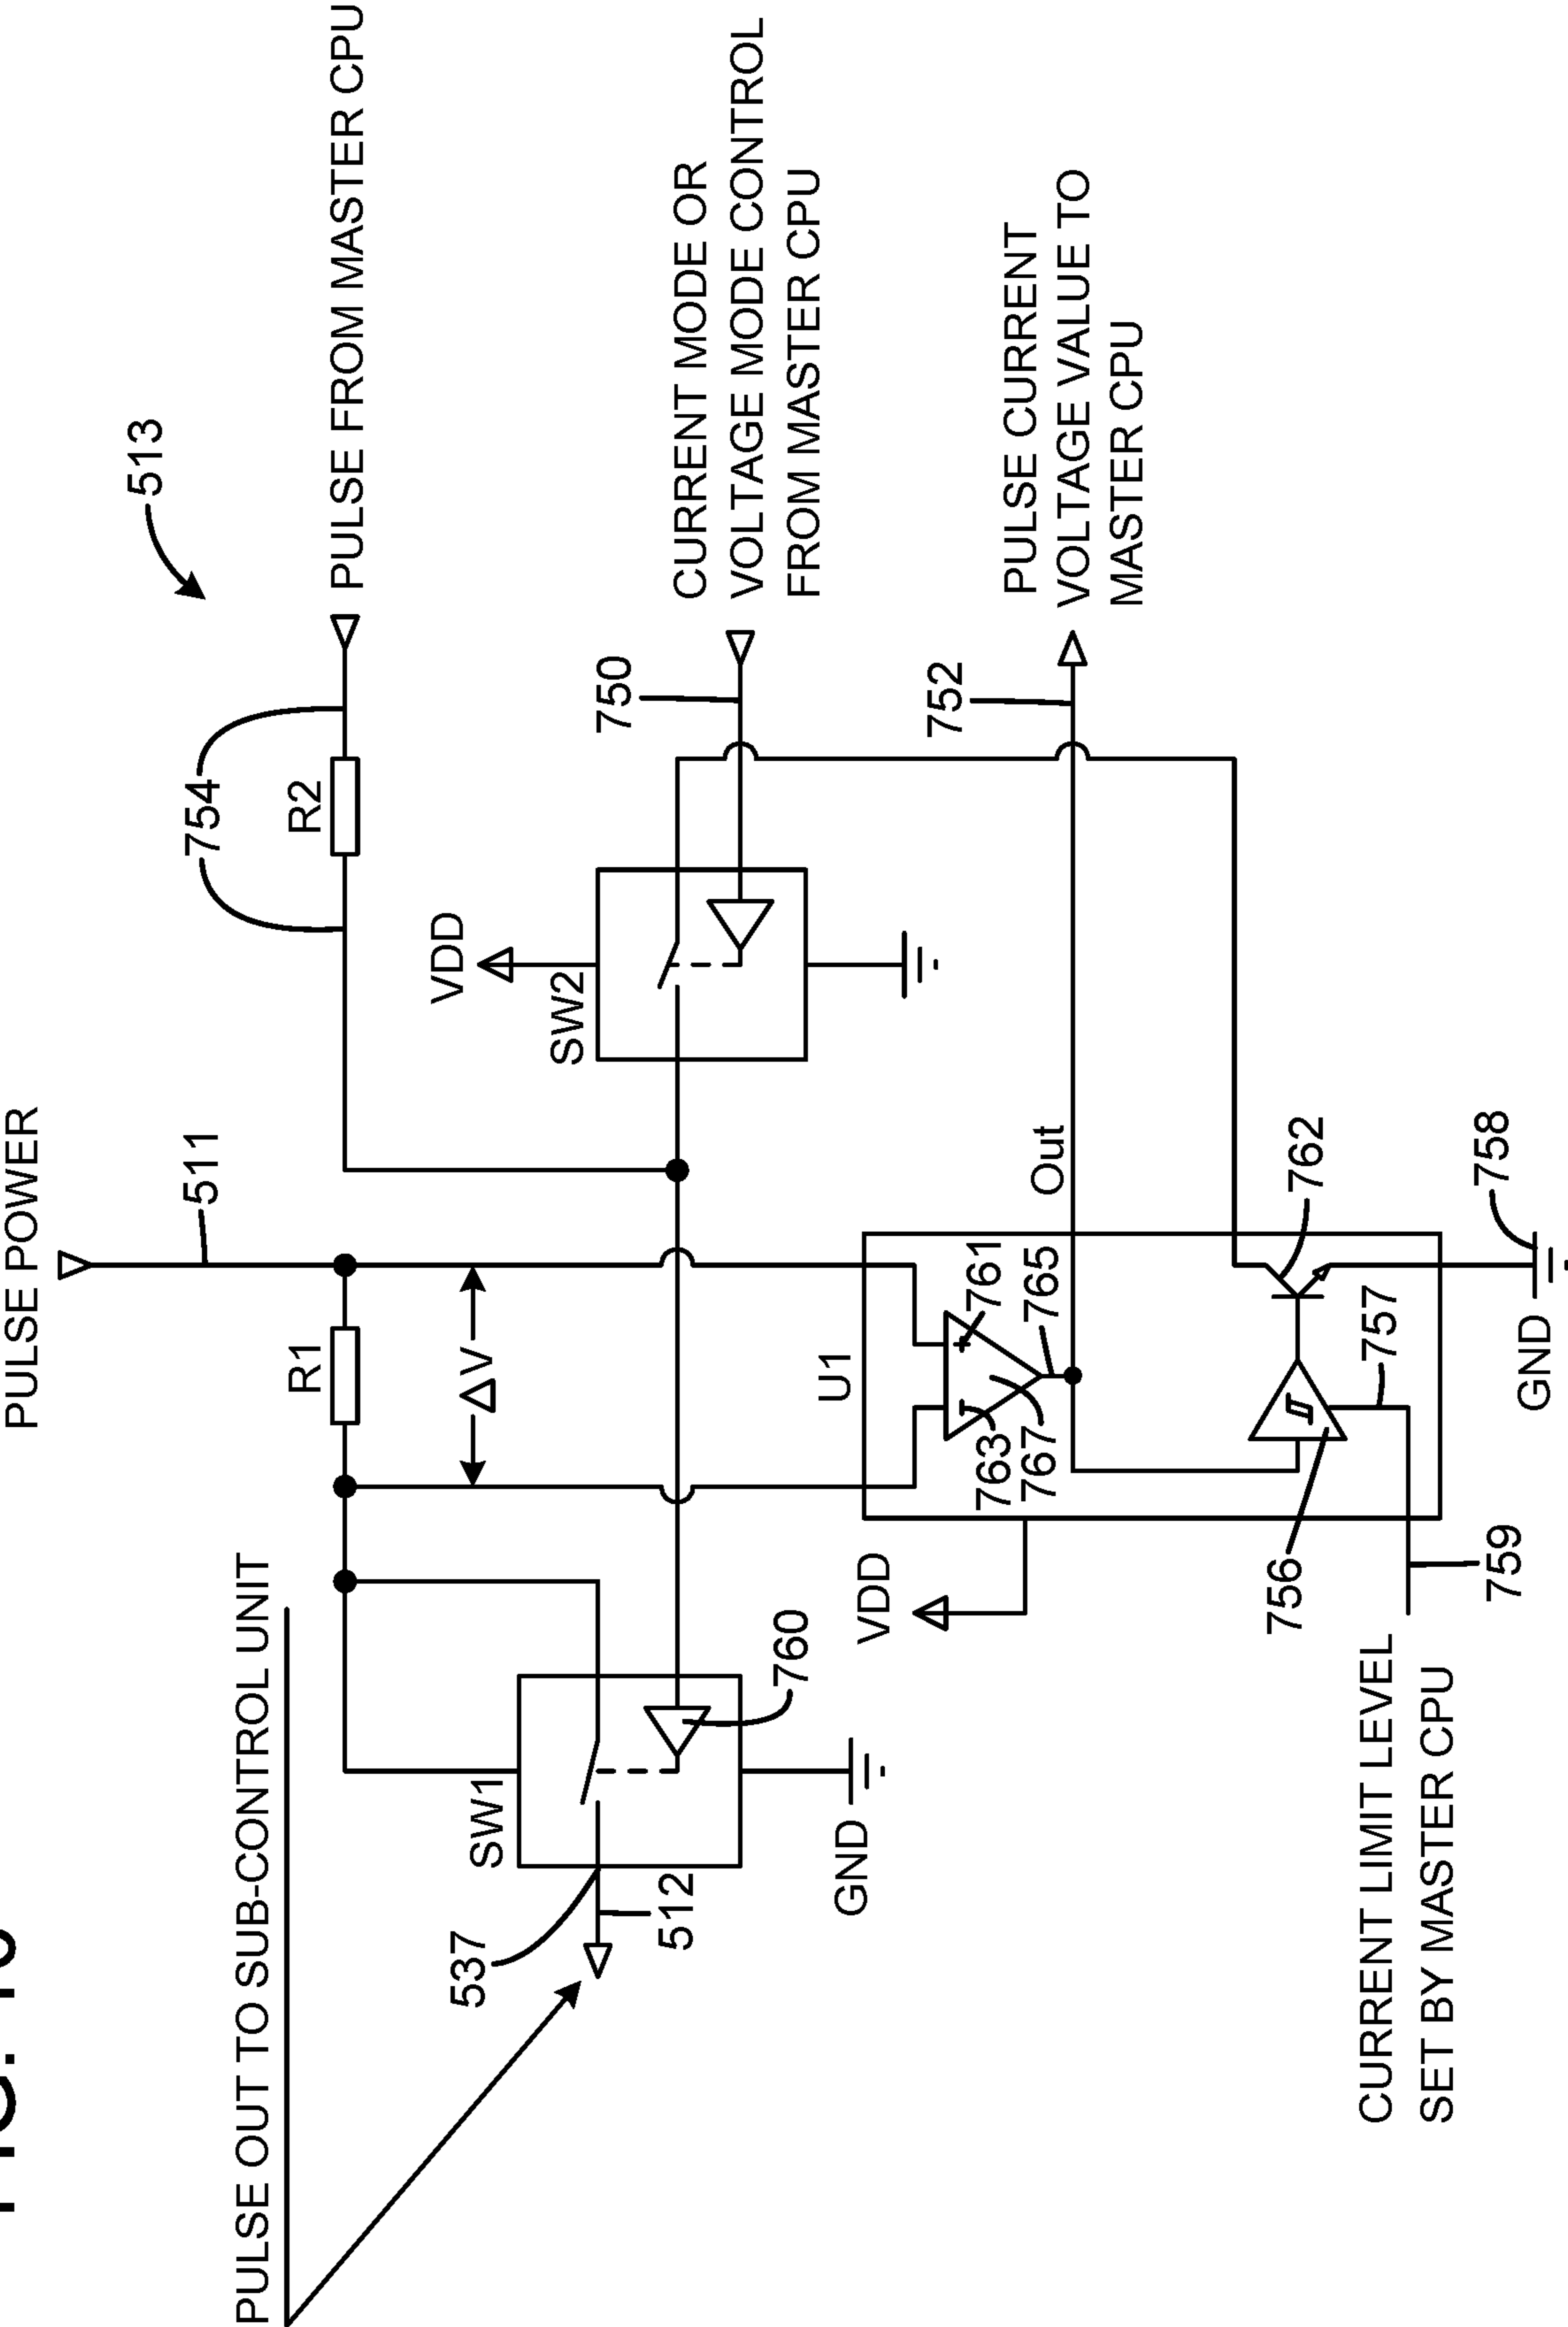 PULSE POWER
511
513
PULSE OUT TO SUB-CONTROL UNIT
R1
ΔV
754
R2
PULSE FROM MASTER CPU
VDD
SW2
750
CURRENT MODE OR
VOLTAGE MODE CONTROL
FROM MASTER CPU
SW1
537
512
760
GND
VDD
U1
763
767
761
765
Out
752
PULSE CURRENT
VOLTAGE VALUE TO
MASTER CPU
756
757
762
758
GND
759
CURRENT LIMIT LEVEL
SET BY MASTER CPU